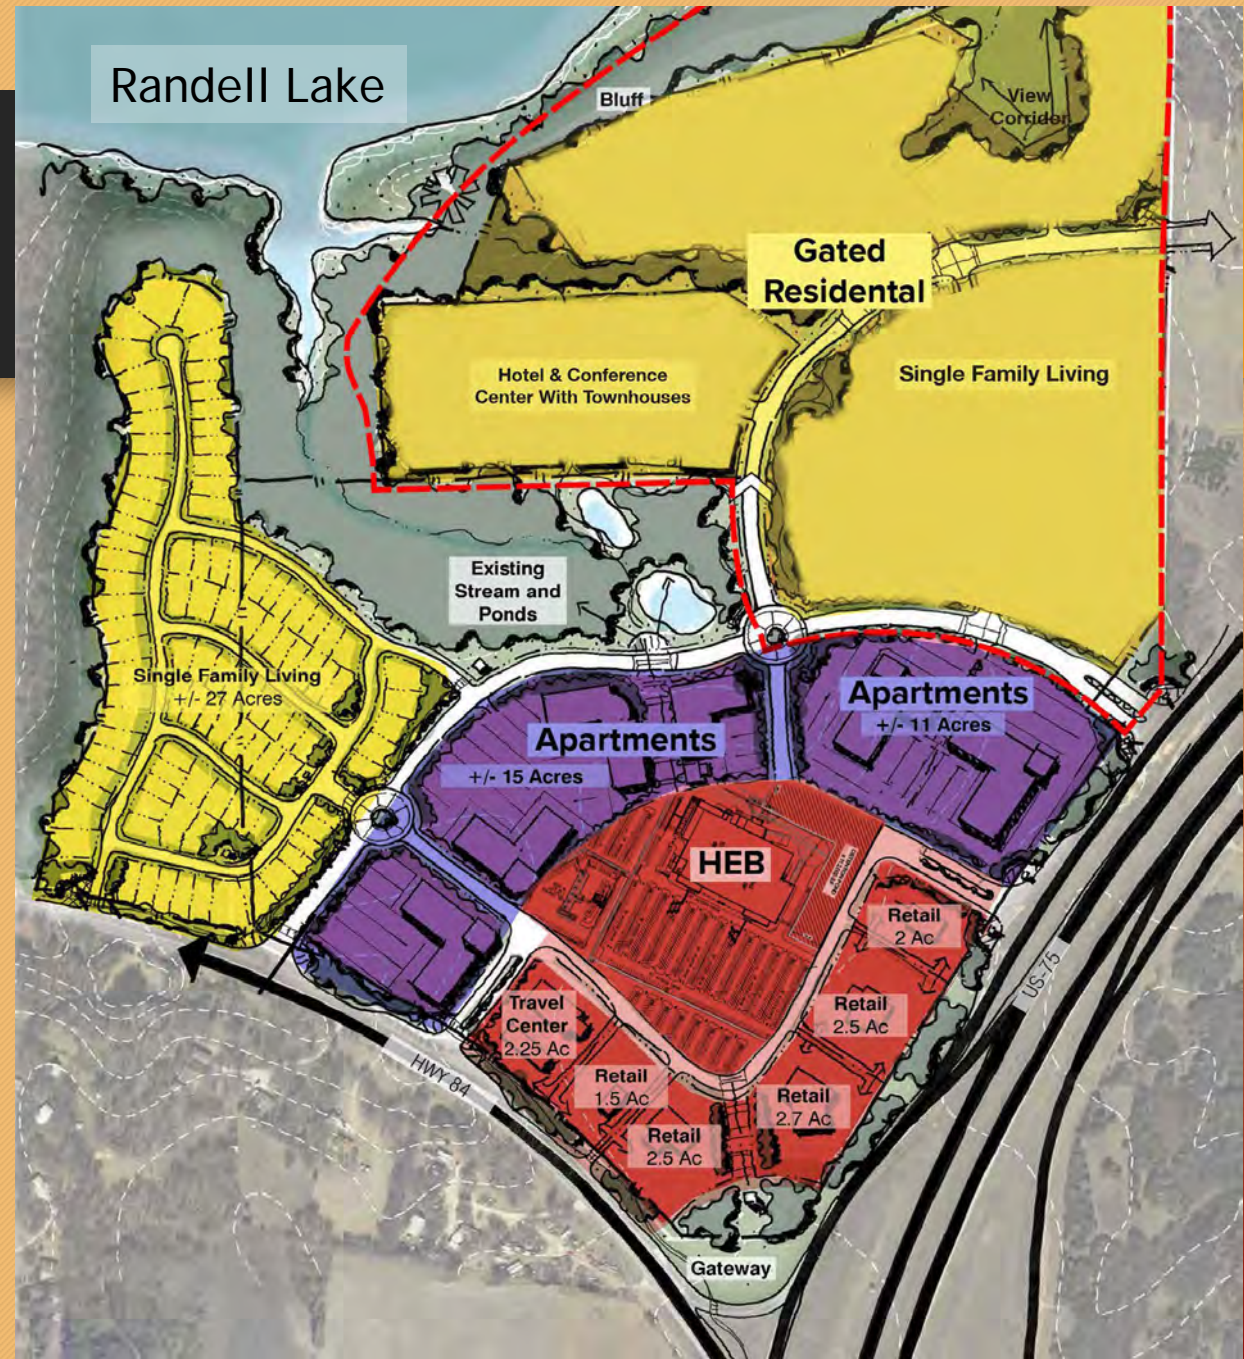 Randell Lake
Bluff
View
Corridor
Gated
Residental
Hotel & Conference
Center With Townhouses
Single Family Living
Existing
Stream and
Ponds
Single Family Living
+/- 27 Acres
Apartments
+/- 11 Acres
Apartments
+/- 15 Acres
HEB
Retail
2 Ac
US-75
Travel
Center
2.25 Ac
Retail
2.5 Ac
HWY 84
Retail
1.5 Ac
Retail
2.7 Ac
Retail
2.5 Ac
Gateway